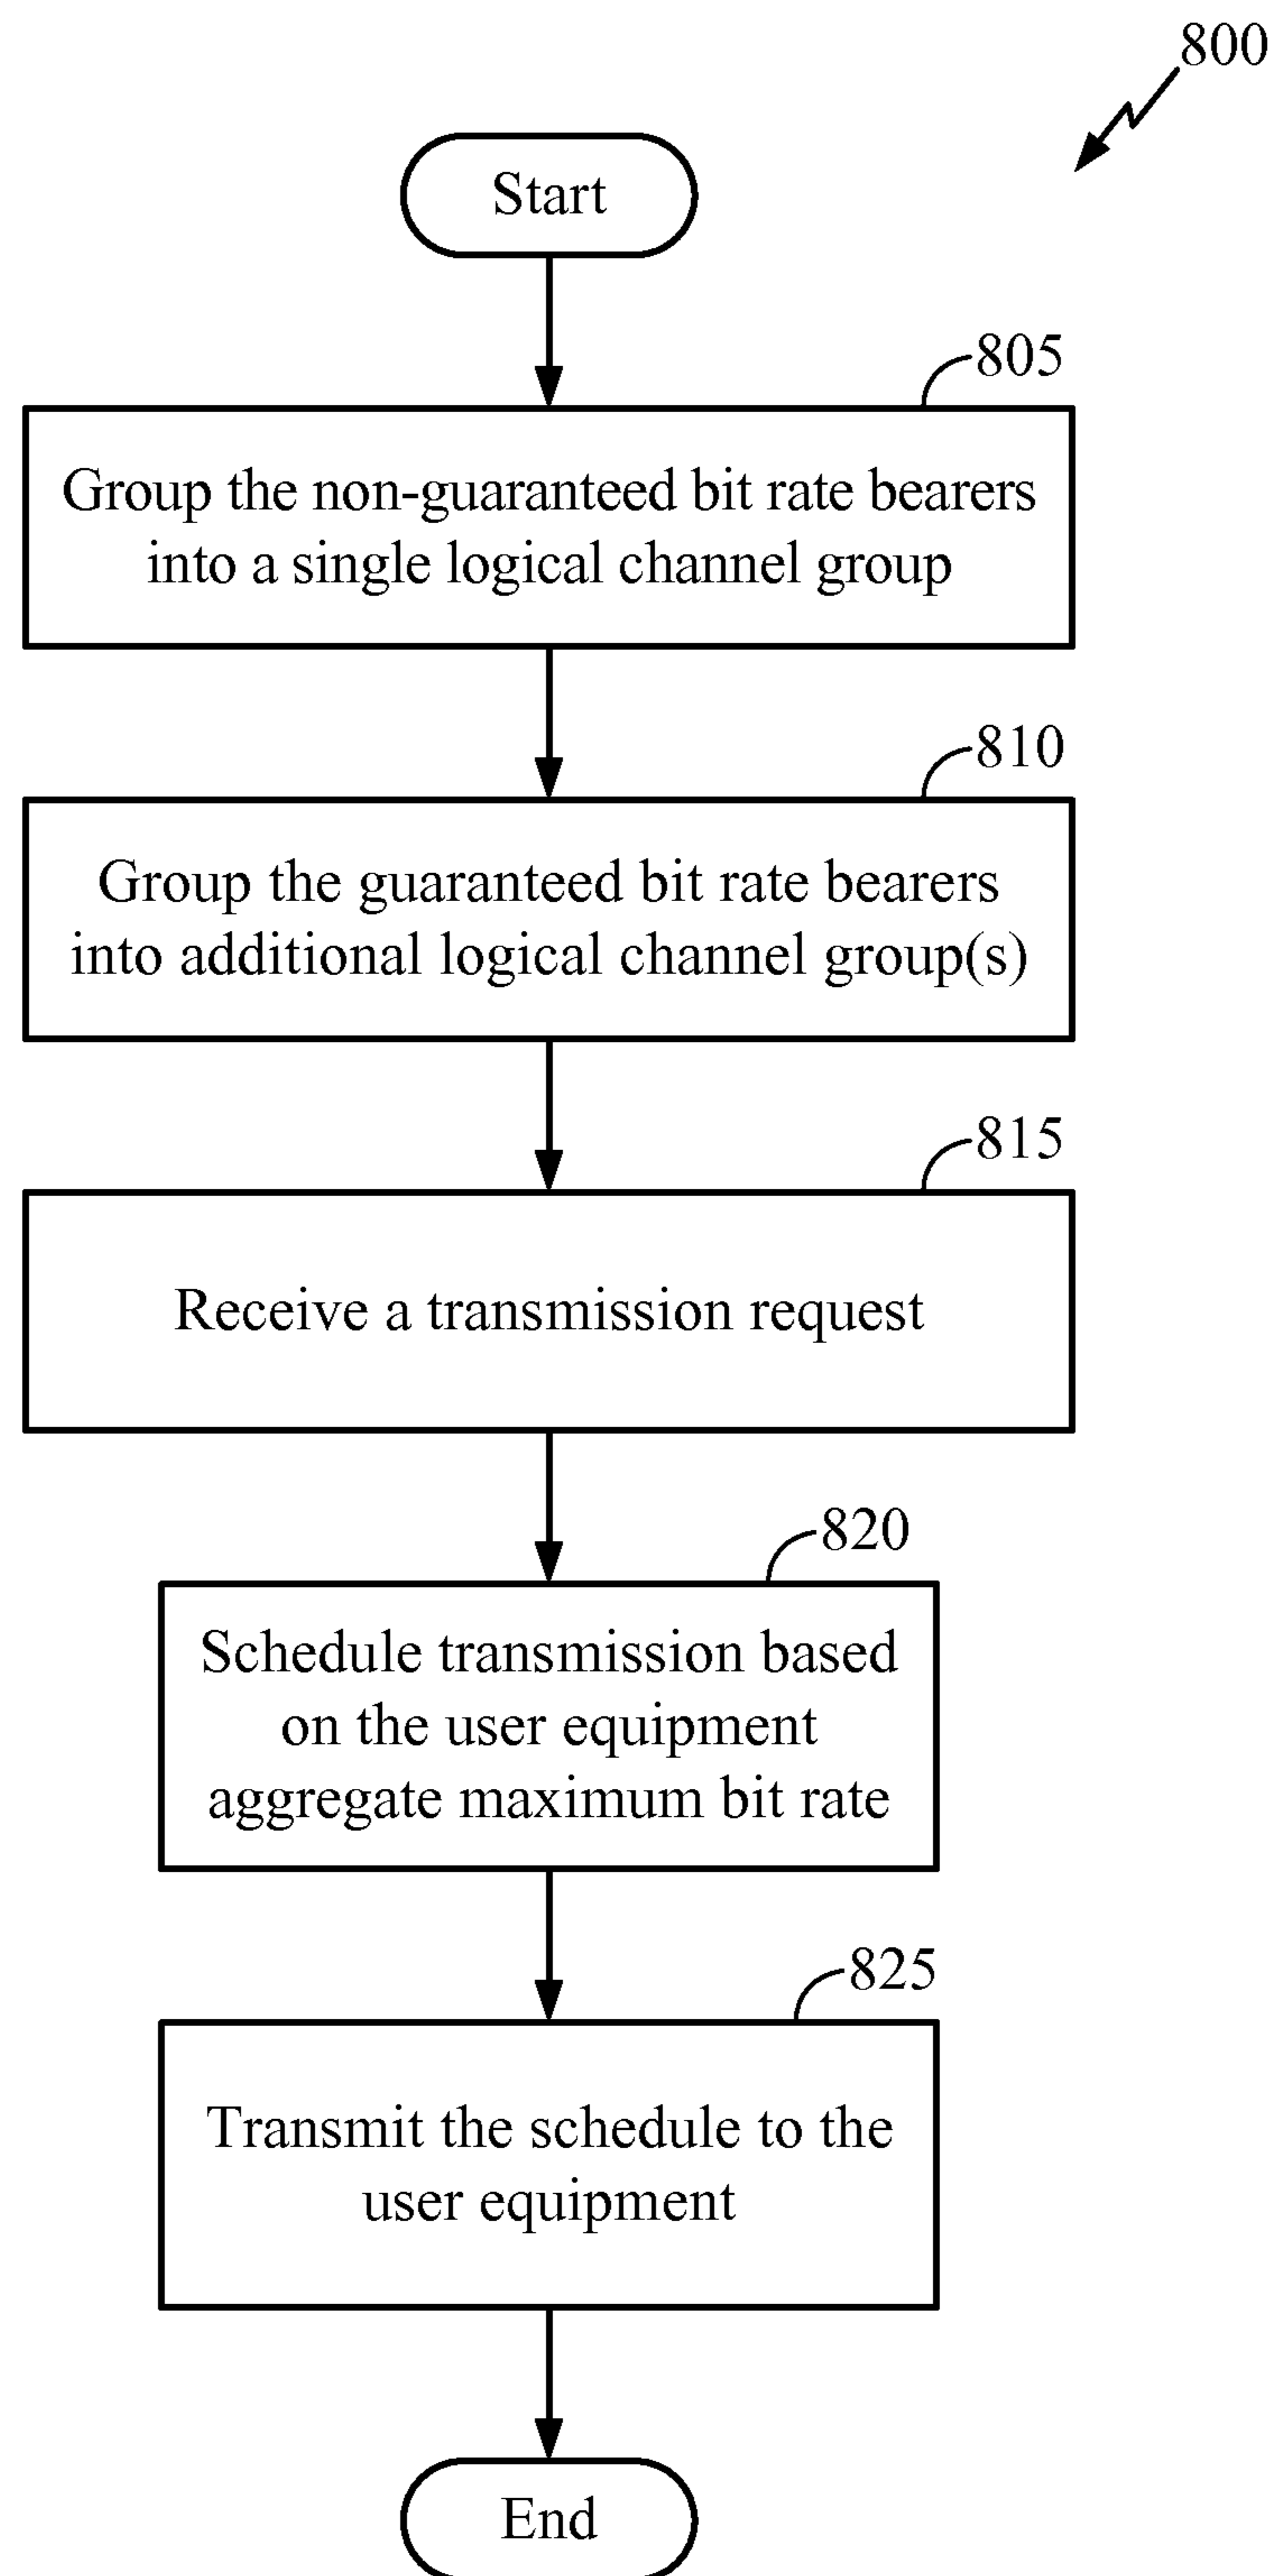 800
Start
805
Group the non-guaranteed bit rate bearers
into a single logical channel group
810
Group the guaranteed bit rate bearers
into additional logical channel group(s)
815
Receive a transmission request
820
Schedule transmission based
on the user equipment
aggregate maximum bit rate
825
Transmit the schedule to the
user equipment
End